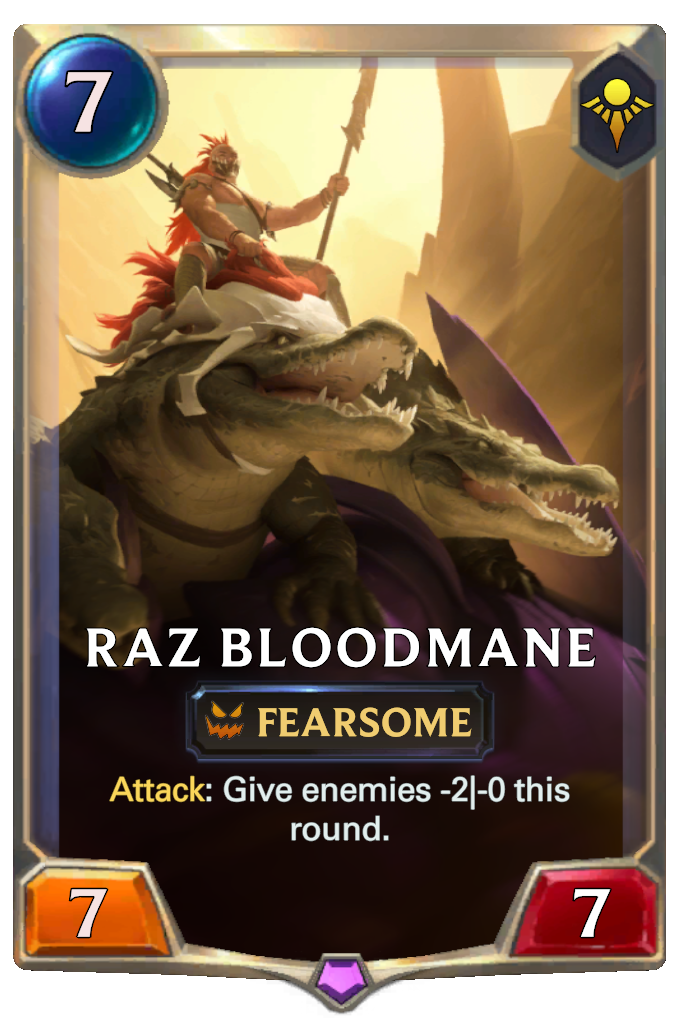 7
RAZ BLOODMANE
FEARSOME
Attack: Give enemies -2|-0 this
round.
7
7